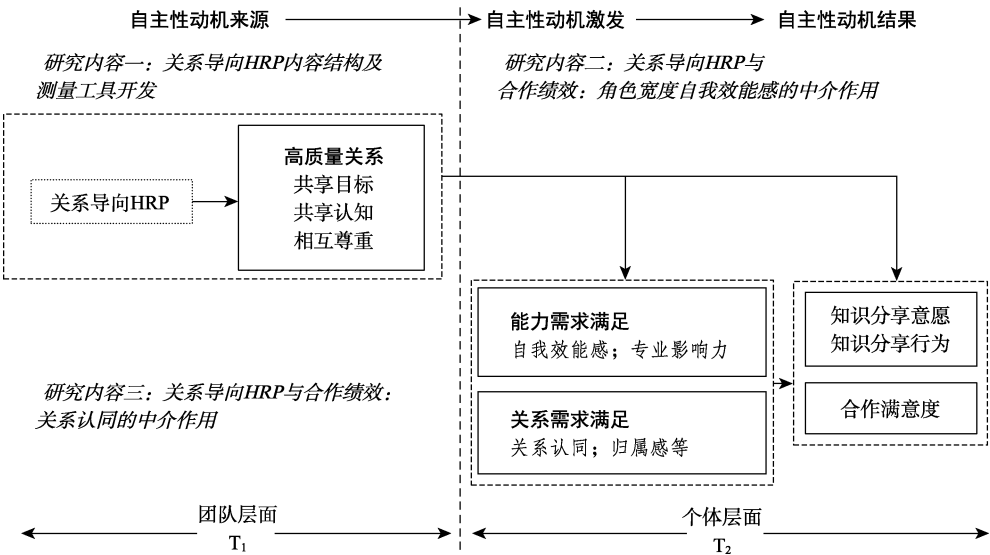 自主性动机来源
自主性动机激发
自主性动机结果
研究内容一：关系导向HRP内容结构及
测量工具开发
研究内容二：关系导向HRP与
合作绩效：角色宽度自我效能感的中介作用
关系导向HRP
高质量关系
共享目标
共享认知
相互尊重
能力需求满足
自我效能感；专业影响力
关系需求满足
关系认同；归属感等
知识分享意愿
知识分享行为
合作满意度
研究内容三：关系导向HRP与合作绩效：
关系认同的中介作用
团队层面
T₁
个体层面
T₂